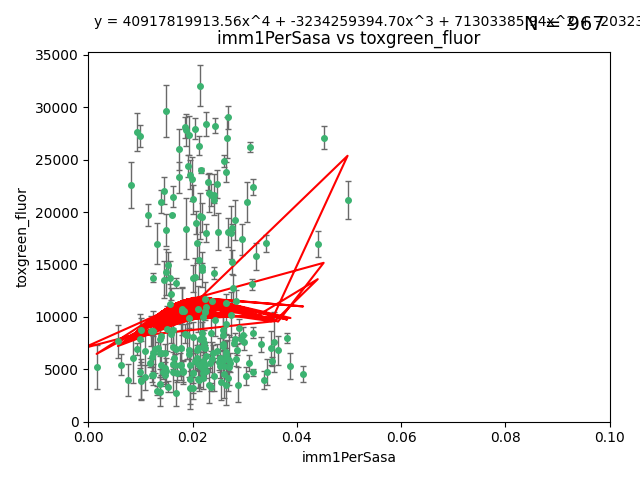 y = 40917819913.56x^4 + -3234259394.70x^3 +
N = 967
imm1PerSasa vs toxgreen_fluor
35000
30000
25000
20000
15000
10000
5000
0
toxgreen_fluor
0.00 0.02 0.04 0.06 0.08 0.10
imm1PerSasa